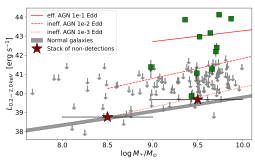 eff. AGN 1e-1 Edd
ineff. AGN 1e-2 Edd
ineff. AGN 1e-3 Edd
Normal galaxies
Stack of non-detections
44
43
42
41
40
39
38
L0.2–2.0 keV [erg s⁻¹]
8.0
8.5
9.0
9.5
10.0
log M⋆/M⊙